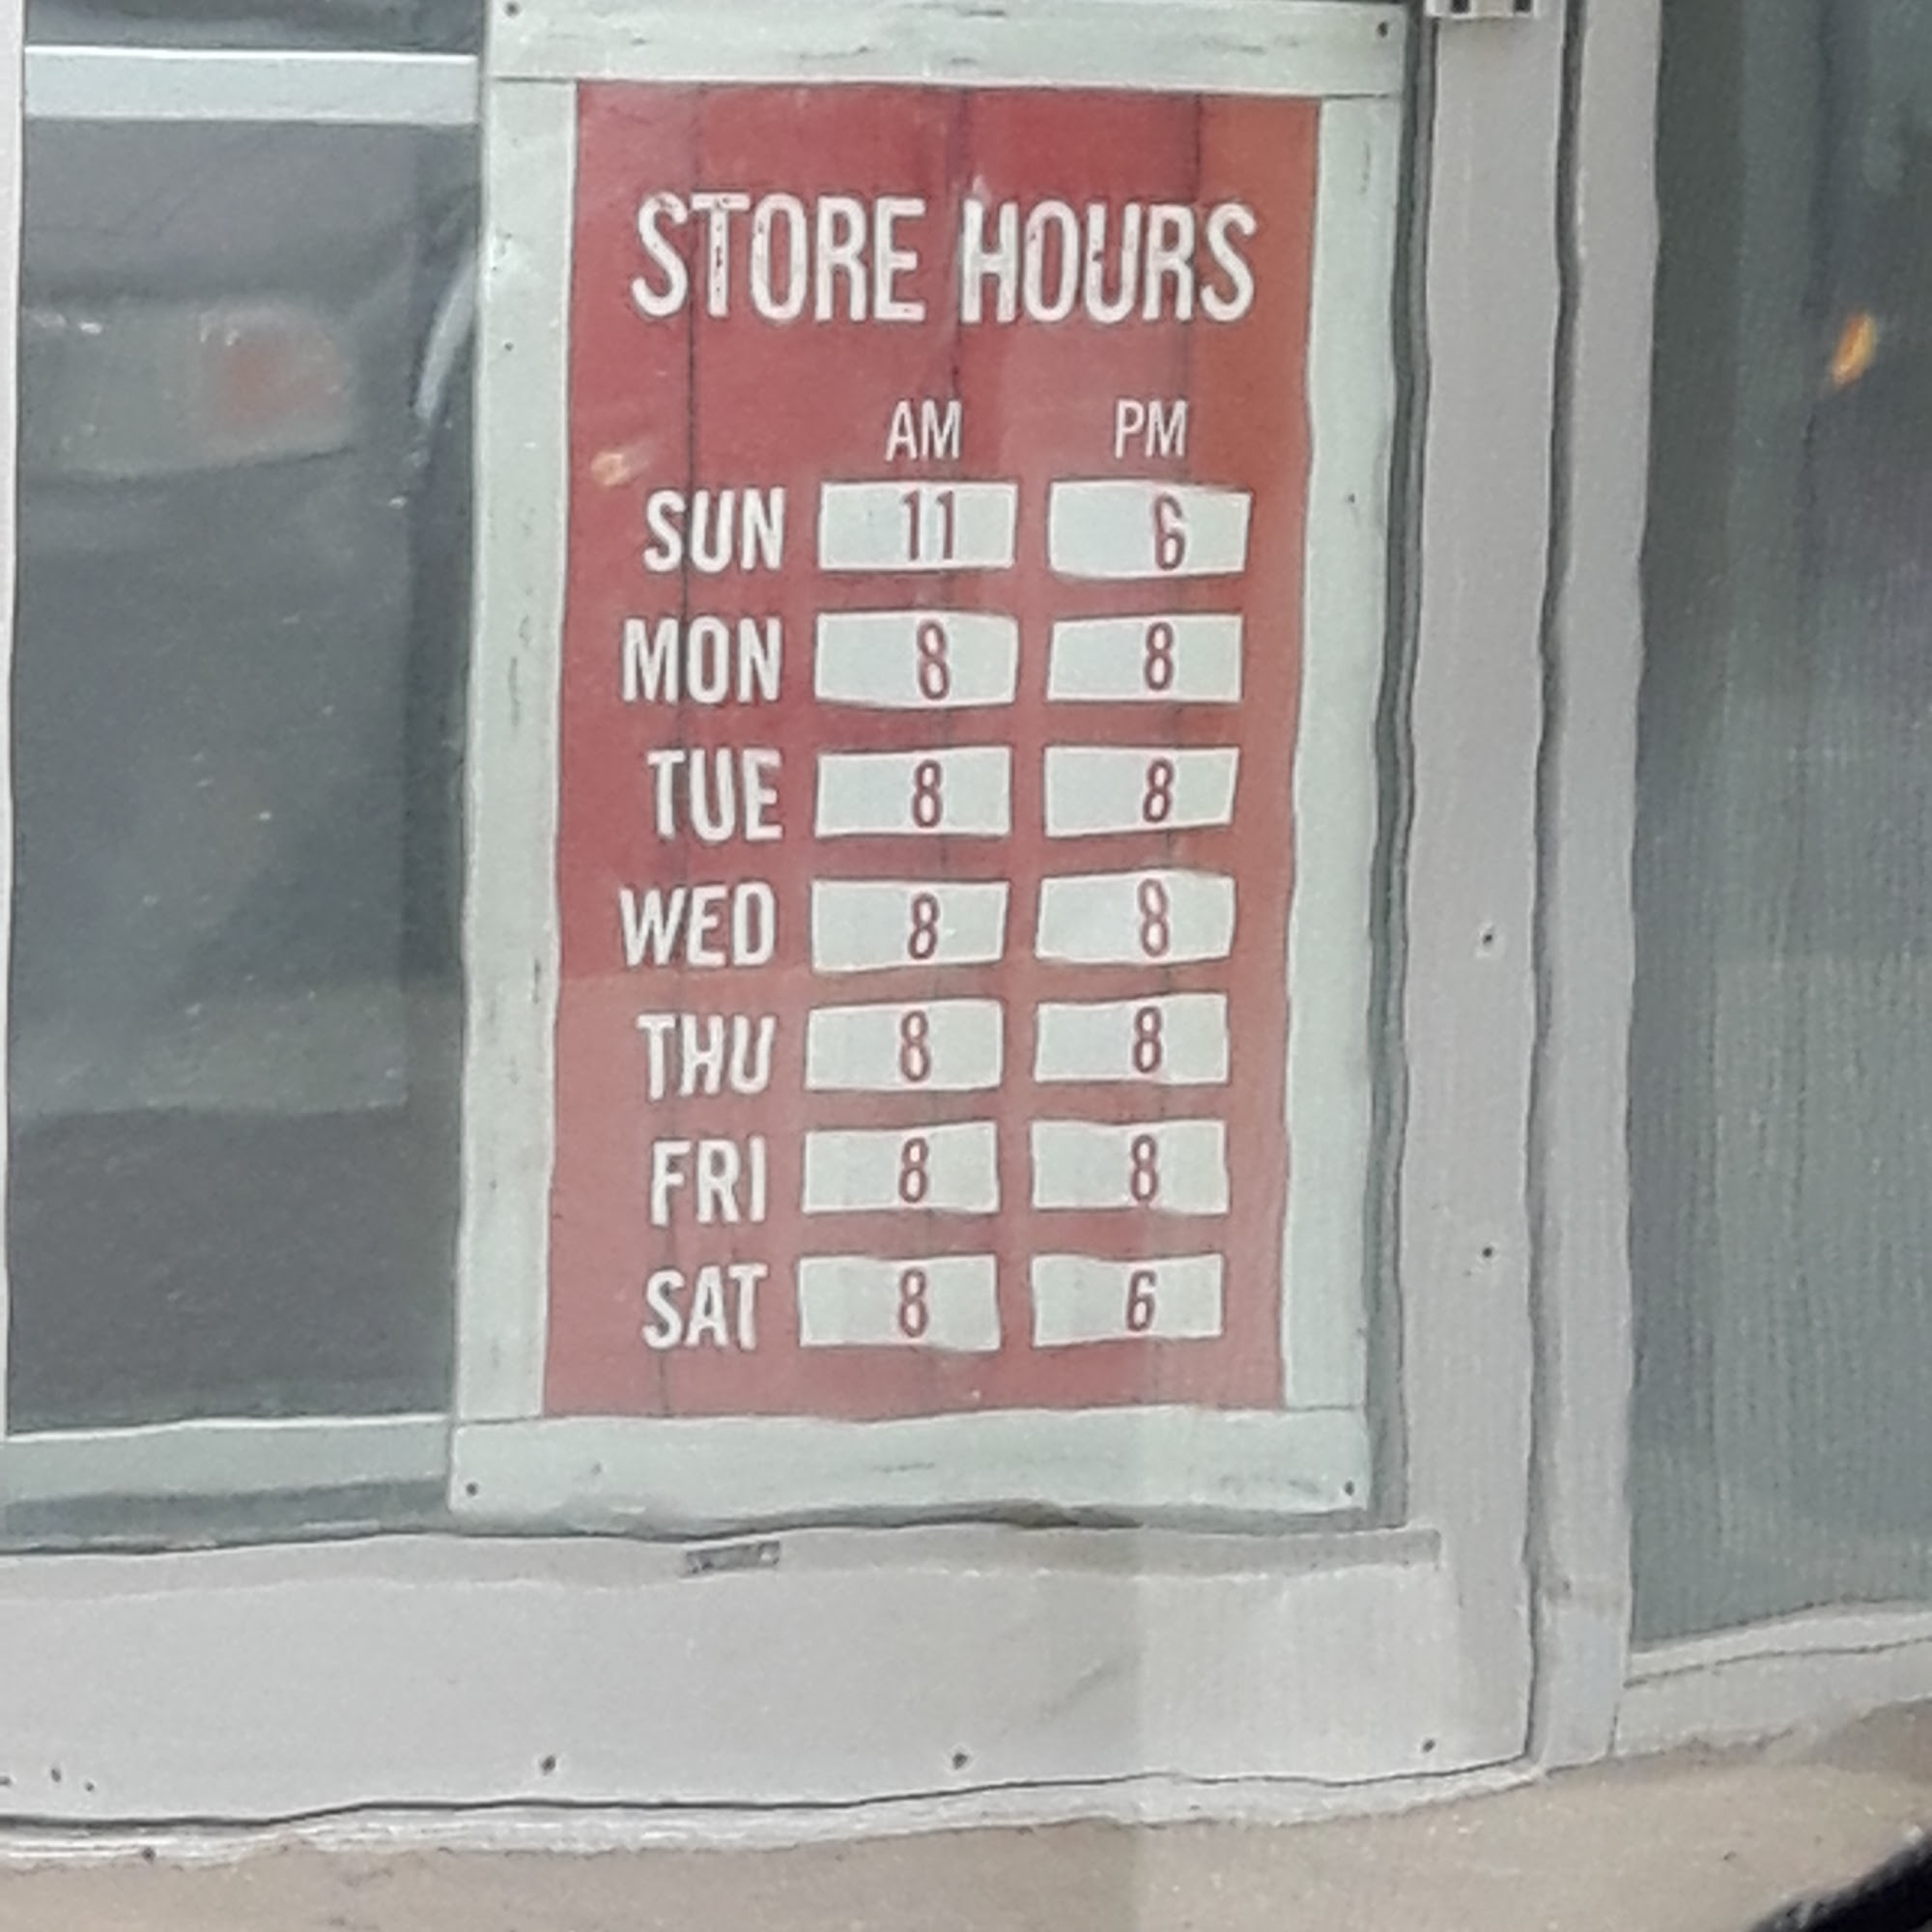 STORE HOURS
AM PM
SUN 11 6
MON 8 8
TUE 8 8
WED 8 8
THU 8 8
FRI 8 8
SAT 8 6